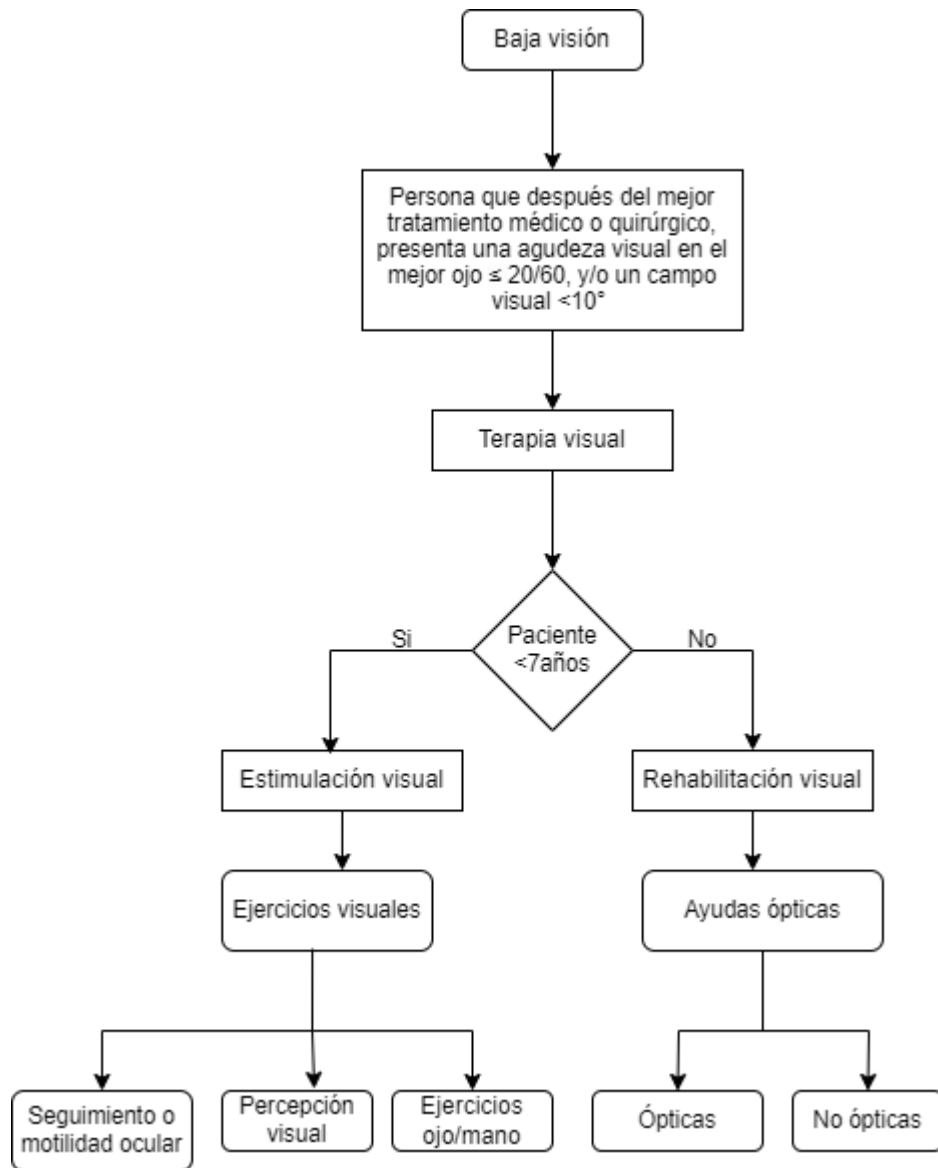 Baja visión
Persona que después del mejor
tratamiento médico o quirúrgico,
presenta una agudeza visual en el
mejor ojo ≤ 20/60, y/o un campo
visual <10°
Terapia visual
Si
Paciente
<7años
No
Estimulación visual
Rehabilitación visual
Ejercicios visuales
Ayudas ópticas
Seguimiento o
motilidad ocular
Percepción
visual
Ejercicios
ojo/mano
Ópticas
No ópticas